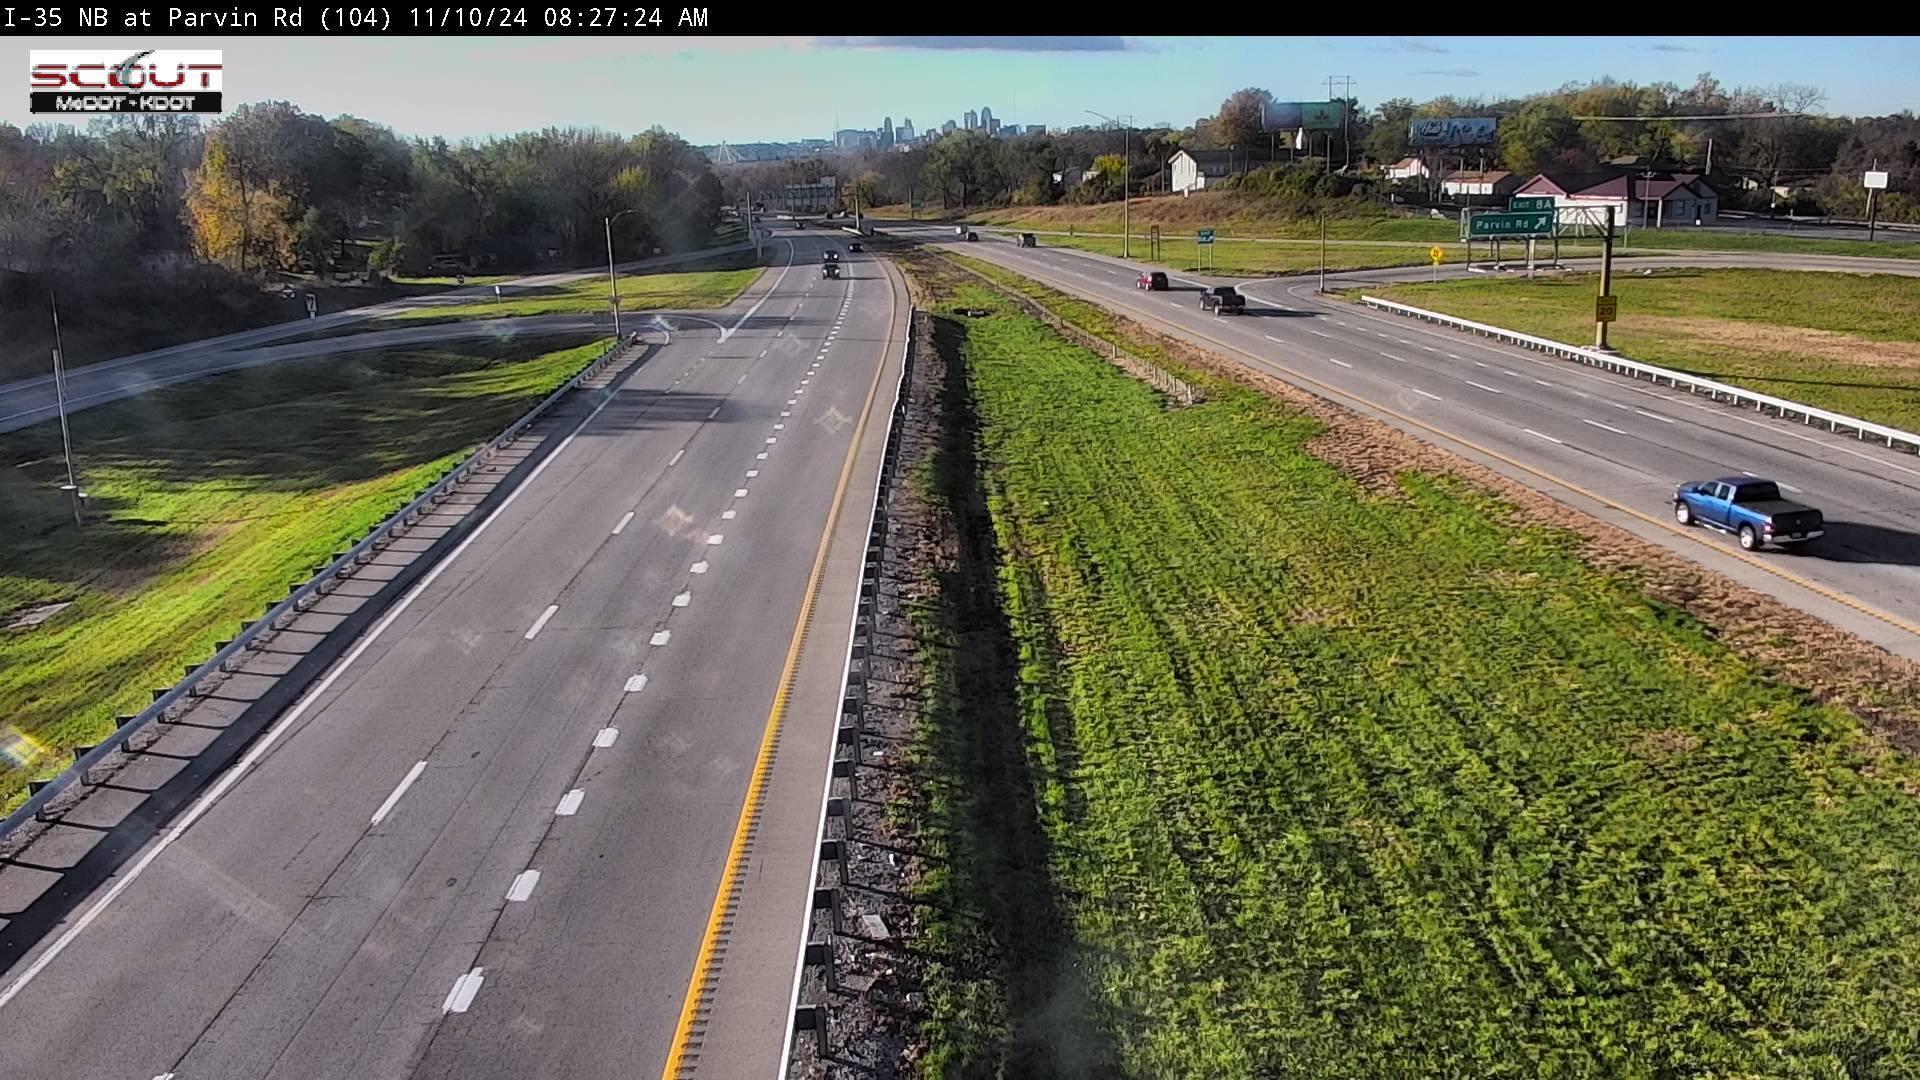 I-35 NB at Parvin Rd (104) 11/10/24 08:27:24 AM
SCOUT
MoDOT - KDOT
EXIT 8A
Parvin Rd
20